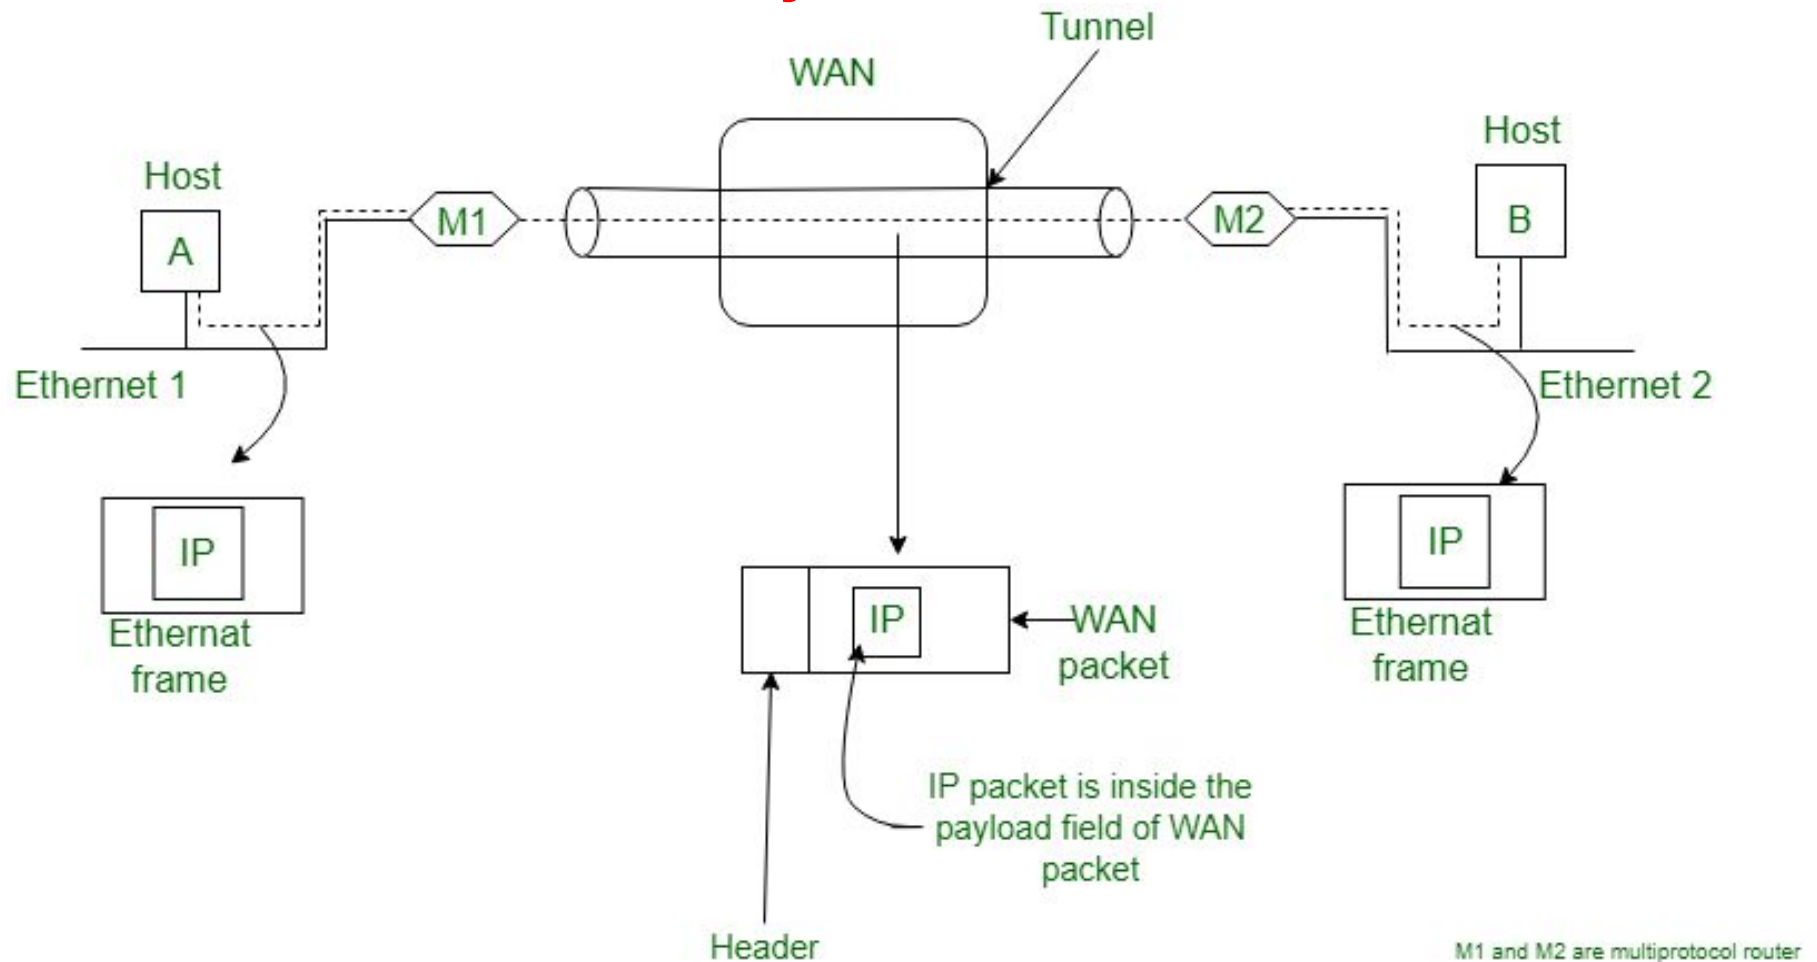 Tunnel
WAN
Host
Host
A
M1
M2
B
Ethernet 1
Ethernet 2
IP
Ethernat
frame
IP
WAN
packet
IP
Ethernat
frame
IP packet is inside the
payload field of WAN
packet
Header
M1 and M2 are multiprotocol router